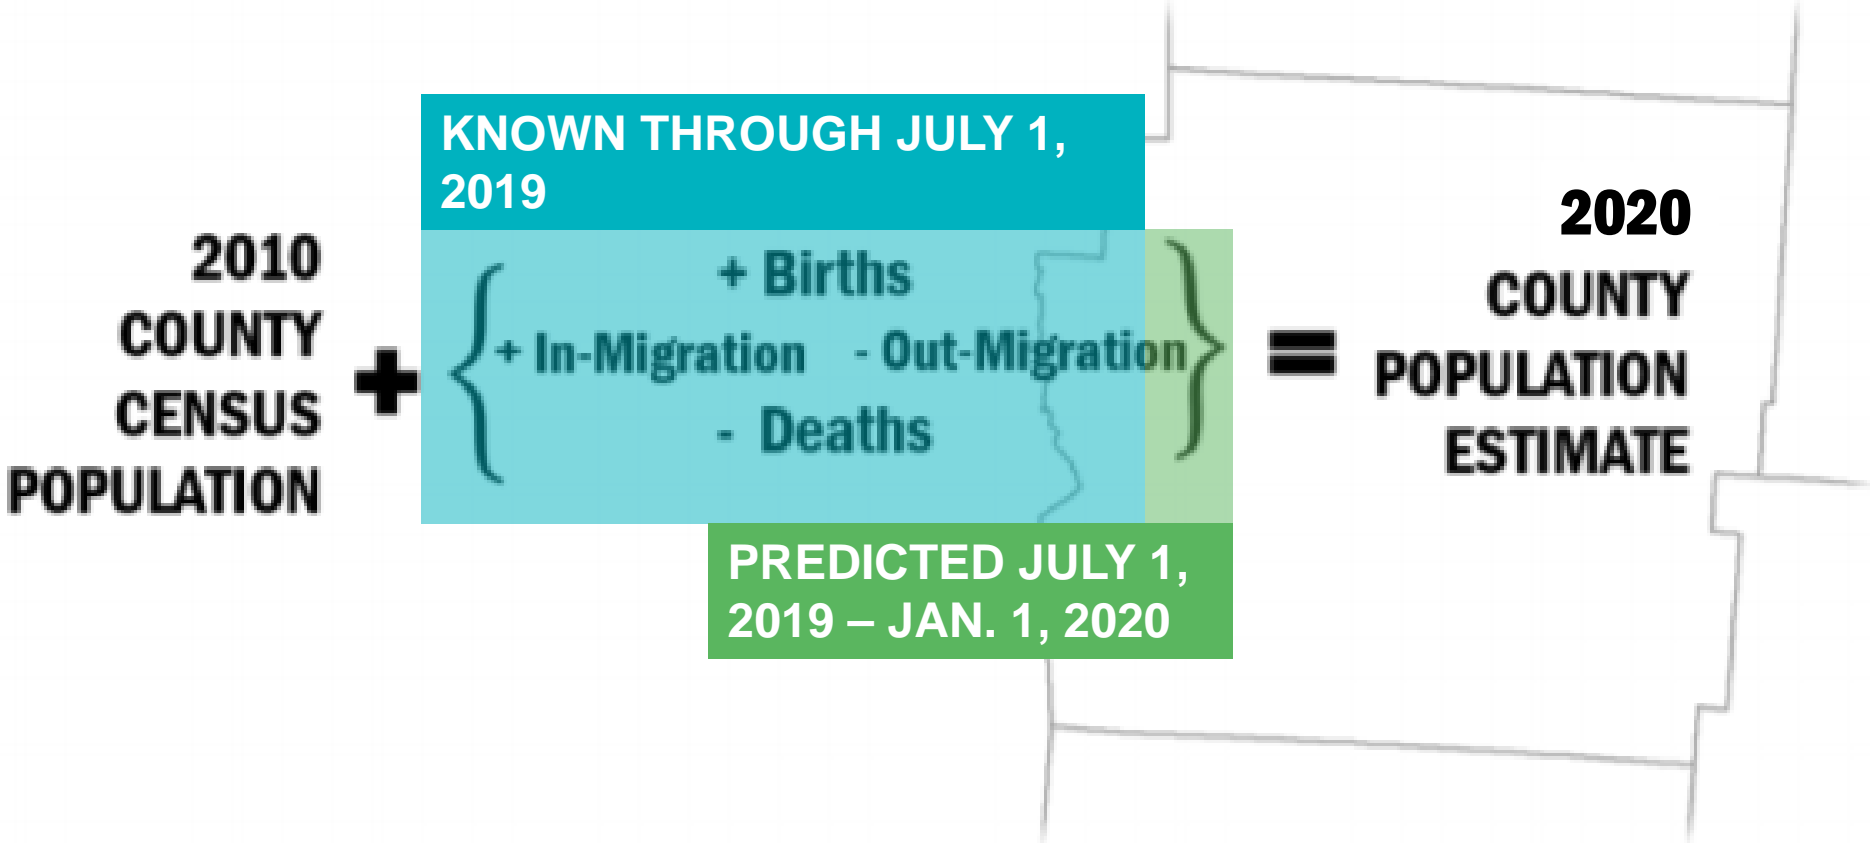 KNOWN THROUGH JULY 1,
2019
2010
COUNTY
CENSUS
POPULATION
+
{
+ Births
+ In-Migration - Out-Migration
- Deaths
}
=
2020
COUNTY
POPULATION
ESTIMATE
PREDICTED JULY 1,
2019 – JAN. 1, 2020